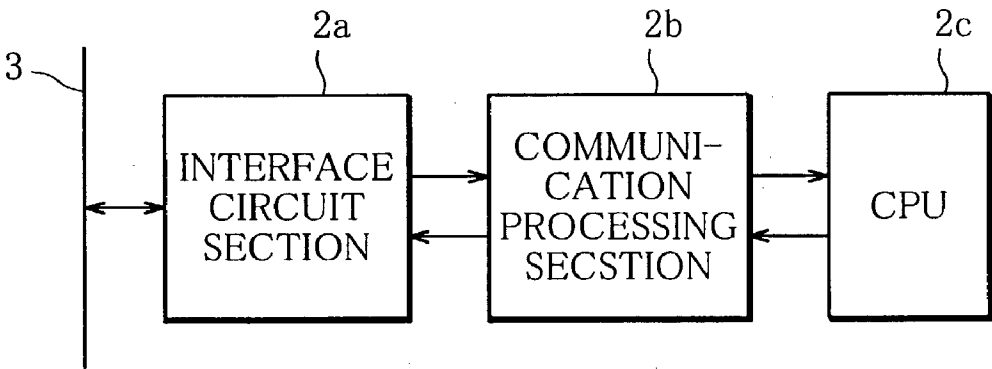 3
2a
2b
2c
INTERFACE
CIRCUIT
SECTION
COMMUNI-
CATION
PROCESSING
SECSTION
CPU